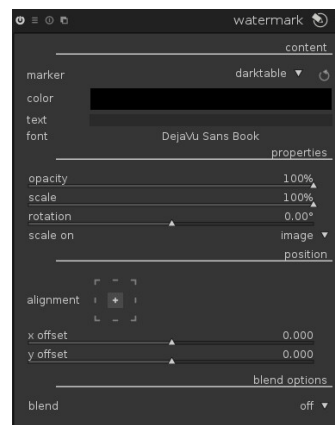 watermark
content
marker darktable
color
text
font DejaVu Sans Book
properties
opacity 100%
scale 100%
rotation 0.00°
scale on image
position
alignment
x offset 0.000
y offset 0.000
blend options
blend off